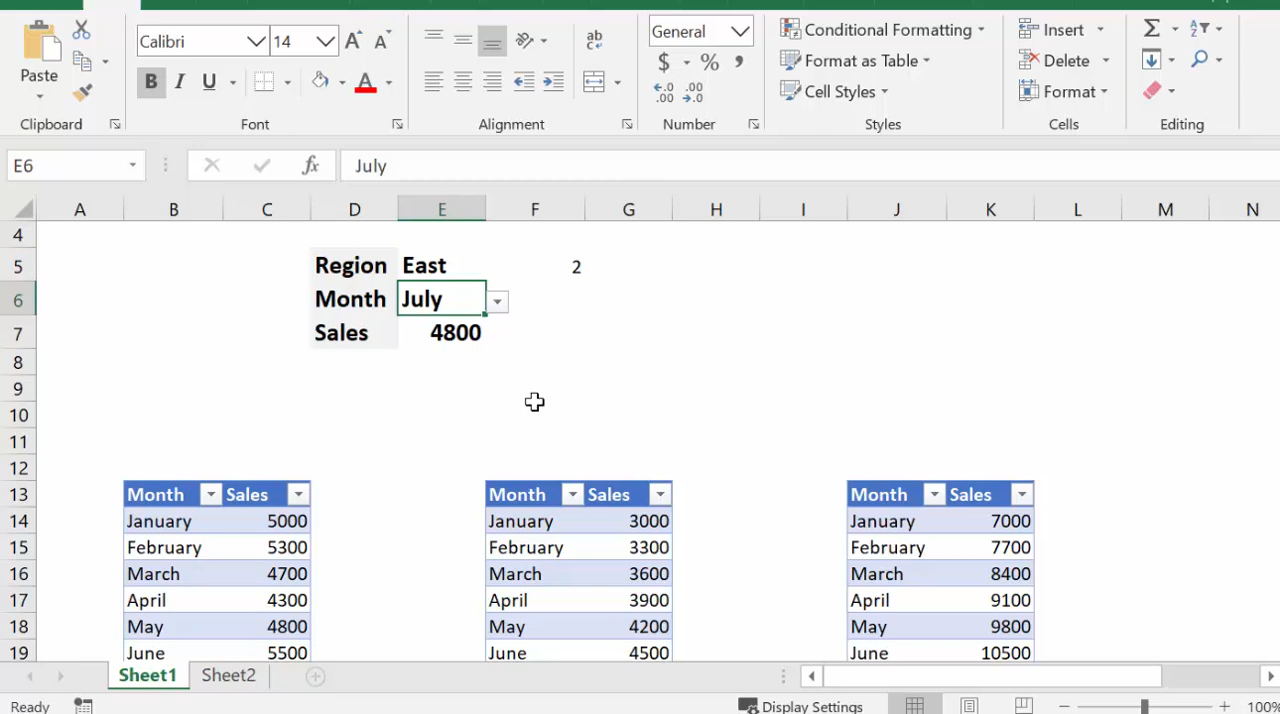 Calibri 14 General
Paste
B I U A
$ % 9
Conditional Formatting
Format as Table
Cell Styles
Insert
Delete
Format
Clipboard Font Alignment Number Styles Cells Editing
E6 fx July
A B C D E F G H I J K L M N
4
5 Region East 2
6 Month July
7 Sales 4800
8
9
10
11
12
13 Month Sales Month Sales Month Sales
14 January 5000 January 3000 January 7000
15 February 5300 February 3300 February 7700
16 March 4700 March 3600 March 8400
17 April 4300 April 3900 April 9100
18 May 4800 May 4200 May 9800
19 June 5500 June 4500 June 10500
Sheet1 Sheet2
Ready Display Settings 100%